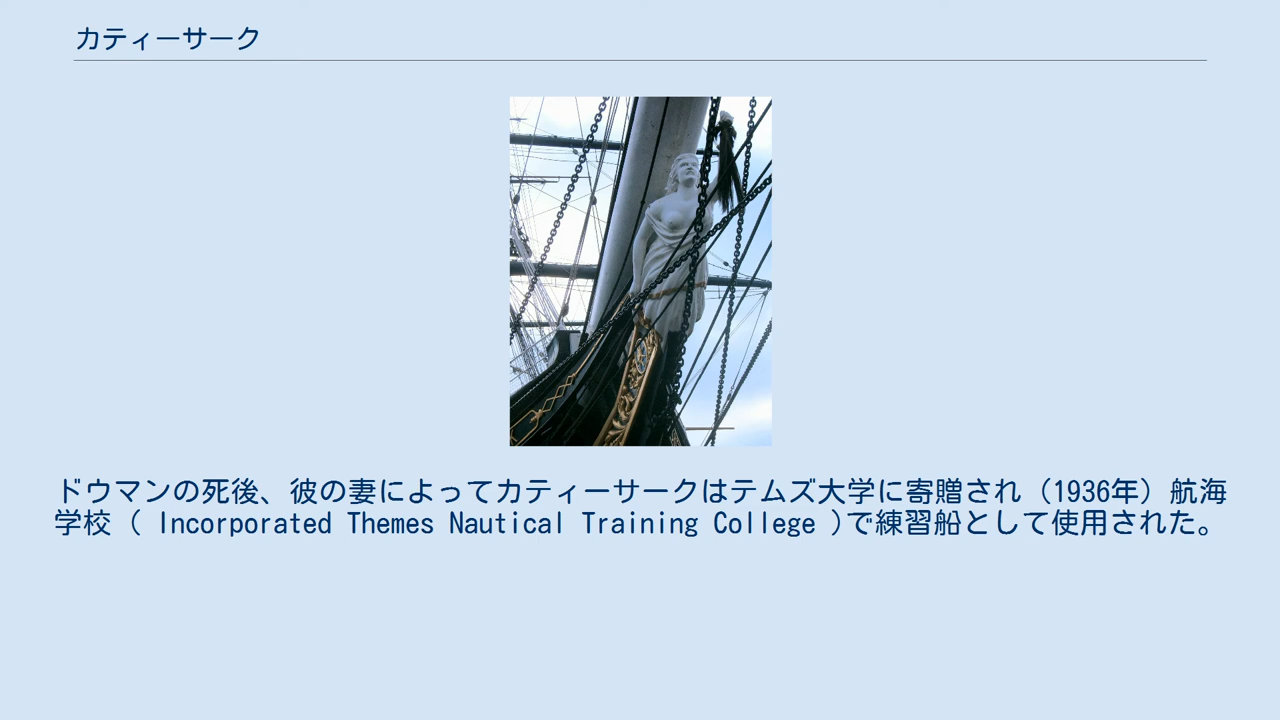 カティーサーク
ドウマンの死後、彼の妻によってカティーサークはテムズ大学に寄贈され（1936年）航海
学校（ Incorporated Themes Nautical Training College ）で練習船として使用された。